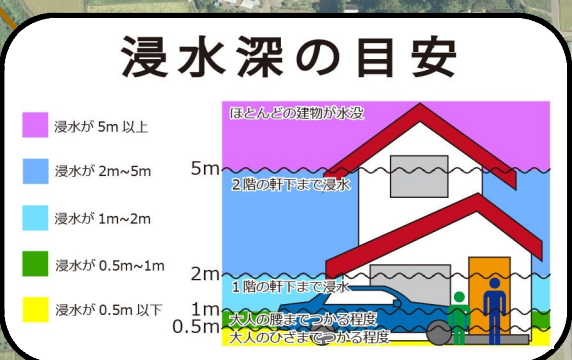 浸水深の目安
浸水が 5m 以上
浸水が 2m~5m
浸水が 1m~2m
浸水が 0.5m~1m
浸水が 0.5m 以下
ほとんどの建物が水没
5m
2階の軒下まで浸水
2m
1階の軒下まで浸水
1m
大人の腰までつかる程度
0.5m
大人のひざまでつかる程度